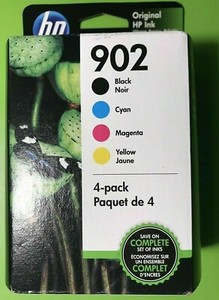 hp
Original
HP Ink
902
Black
Noir
Cyan
Magenta
Yellow
Jaune
4-pack
Paquet de 4
SAVE ON
COMPLETE
SET OF INKS
ÉCONOMISEZ
SUR UN ENSEMBLE
COMPLET
D'ENCRES